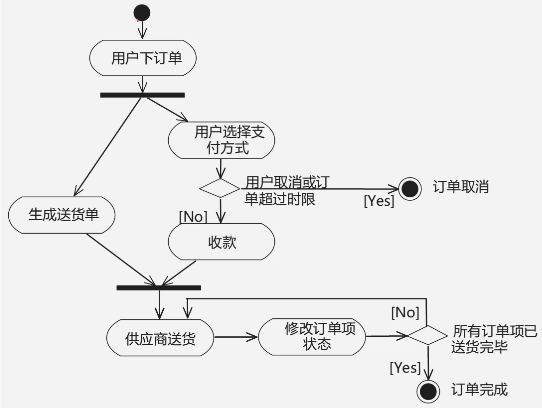 用户下订单
用户选择支
付方式
用户取消或订
单超过时限
订单取消
[Yes]
生成送货单
[No]
收款
[No]
供应商送货
修改订单项
状态
所有订单项已
送货完毕
[Yes]
订单完成